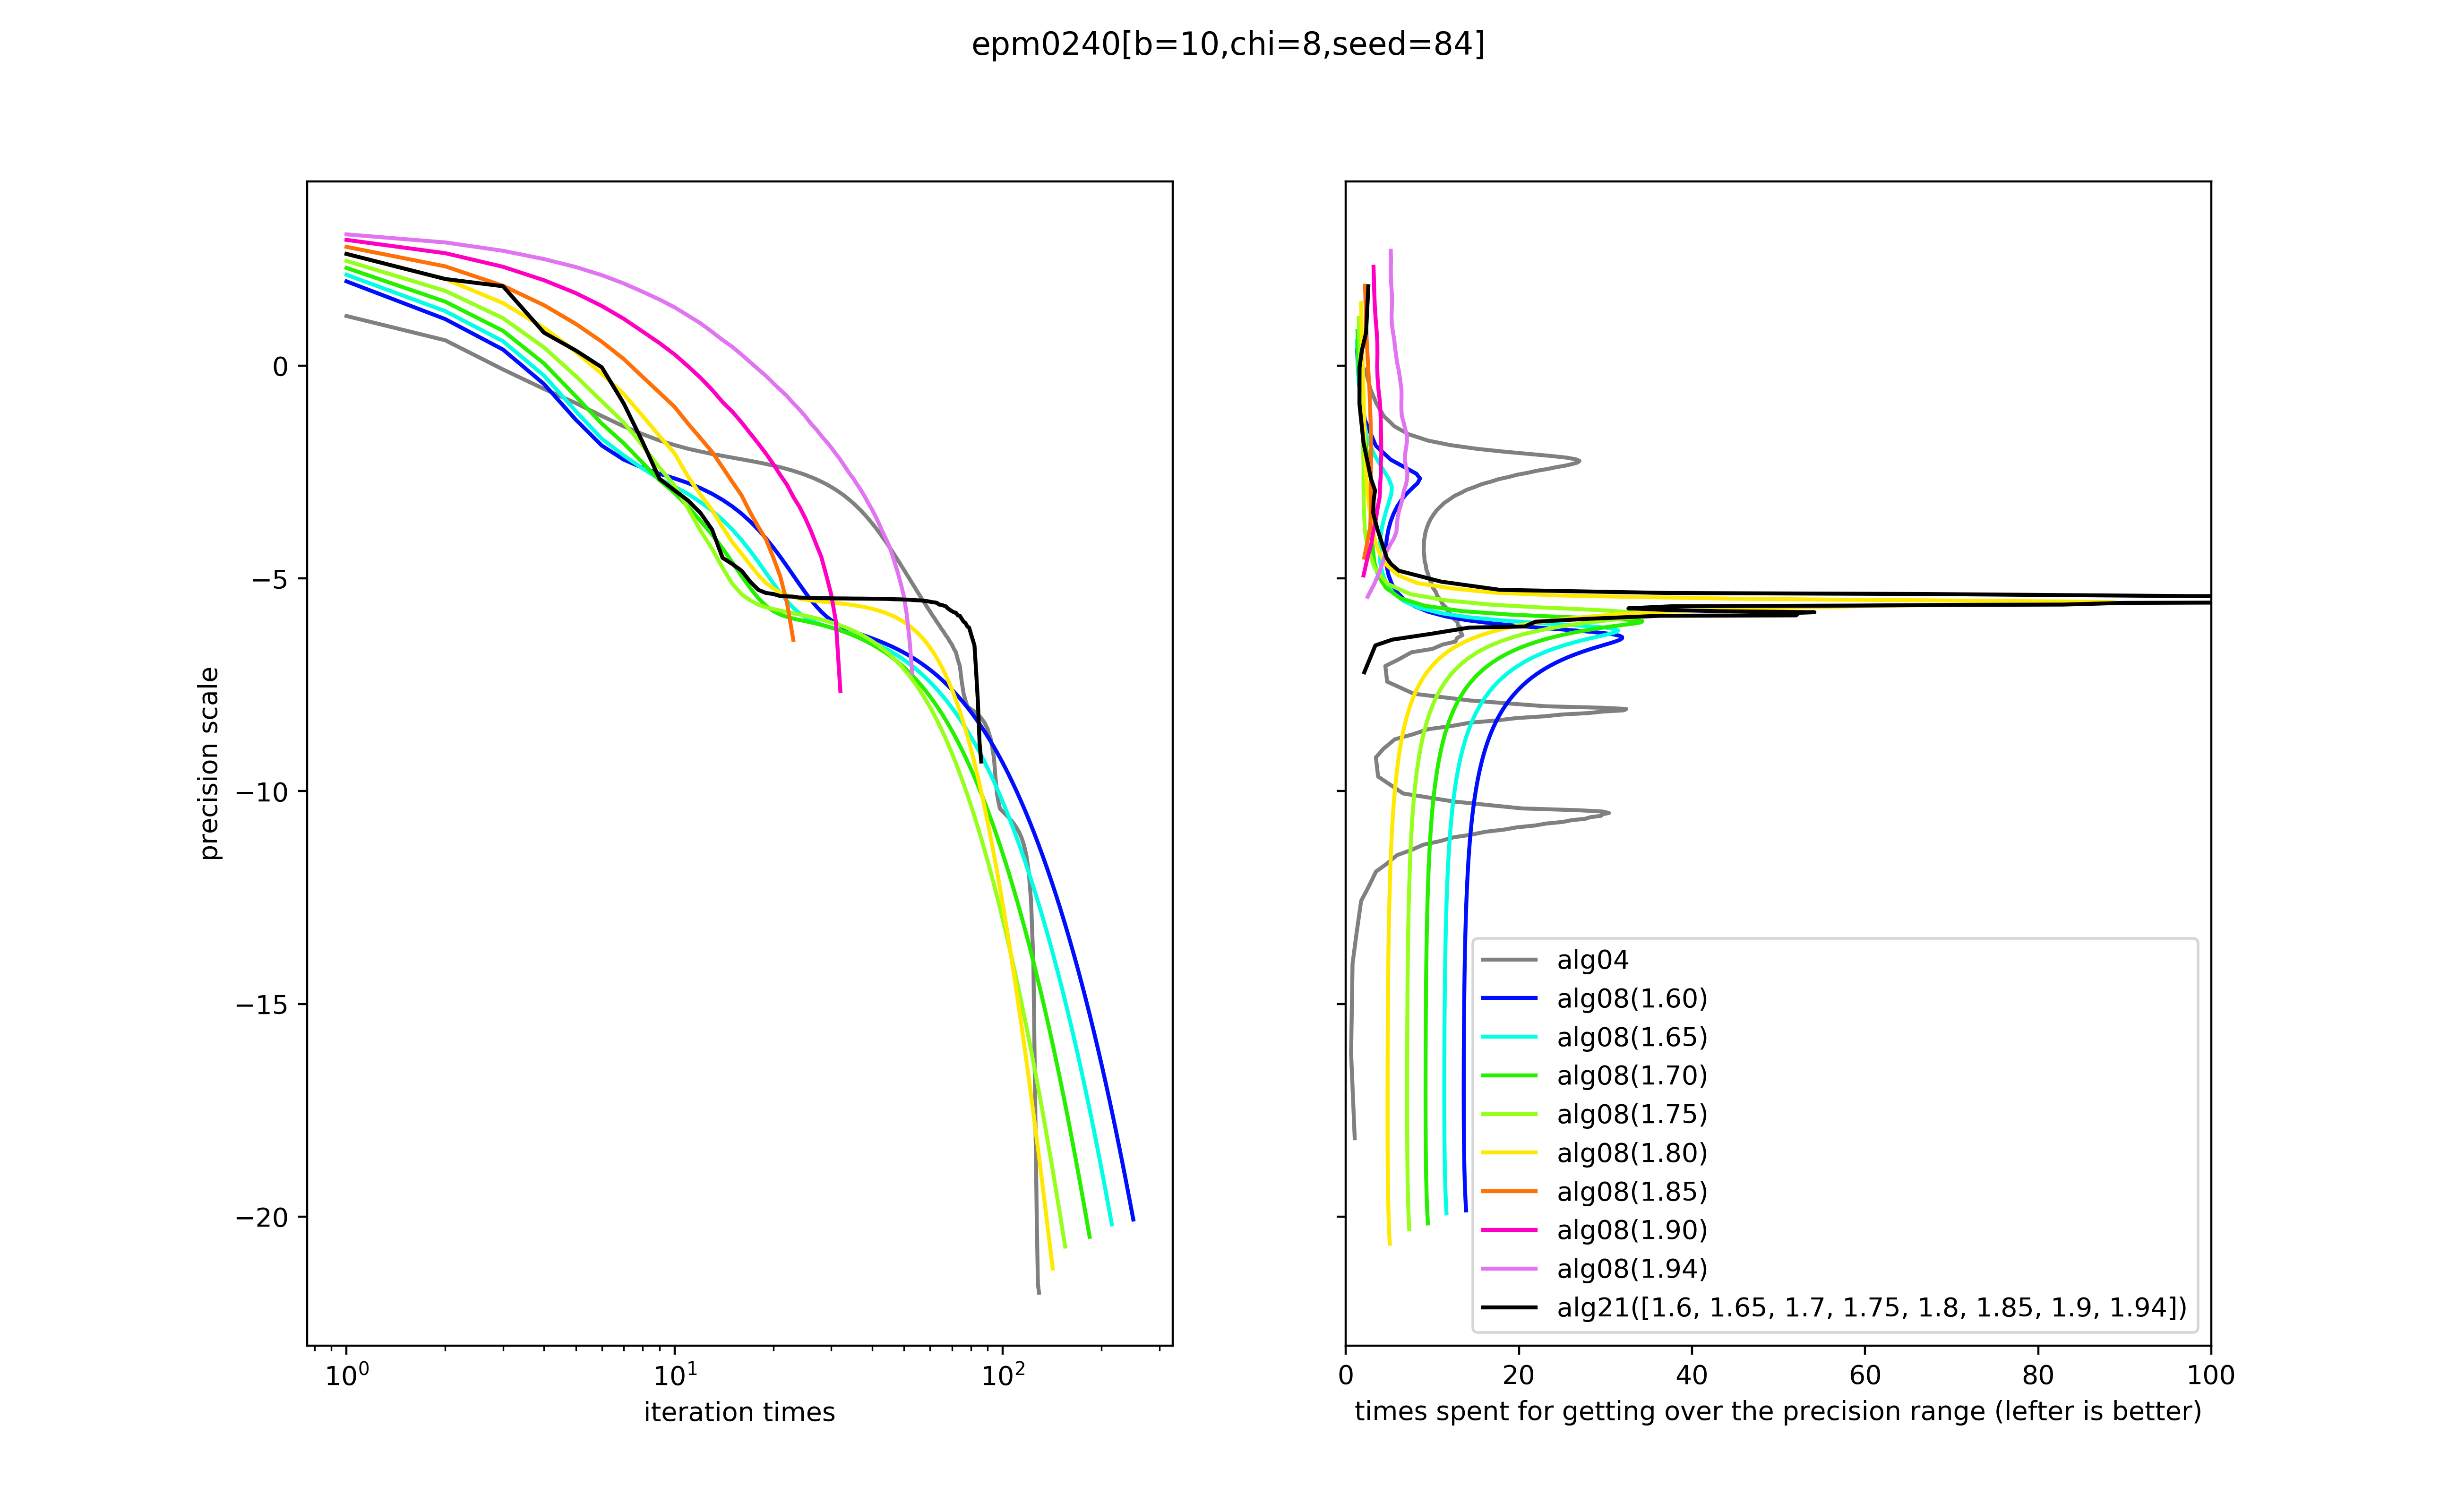 epm0240[b=10,chi=8,seed=84]
precision scale
0
−5
−10
−15
−20
10⁰
10¹
10²
iteration times
0
20
40
60
80
100
times spent for getting over the precision range (lefter is better)
alg04
alg08(1.60)
alg08(1.65)
alg08(1.70)
alg08(1.75)
alg08(1.80)
alg08(1.85)
alg08(1.90)
alg08(1.94)
alg21([1.6, 1.65, 1.7, 1.75, 1.8, 1.85, 1.9, 1.94])